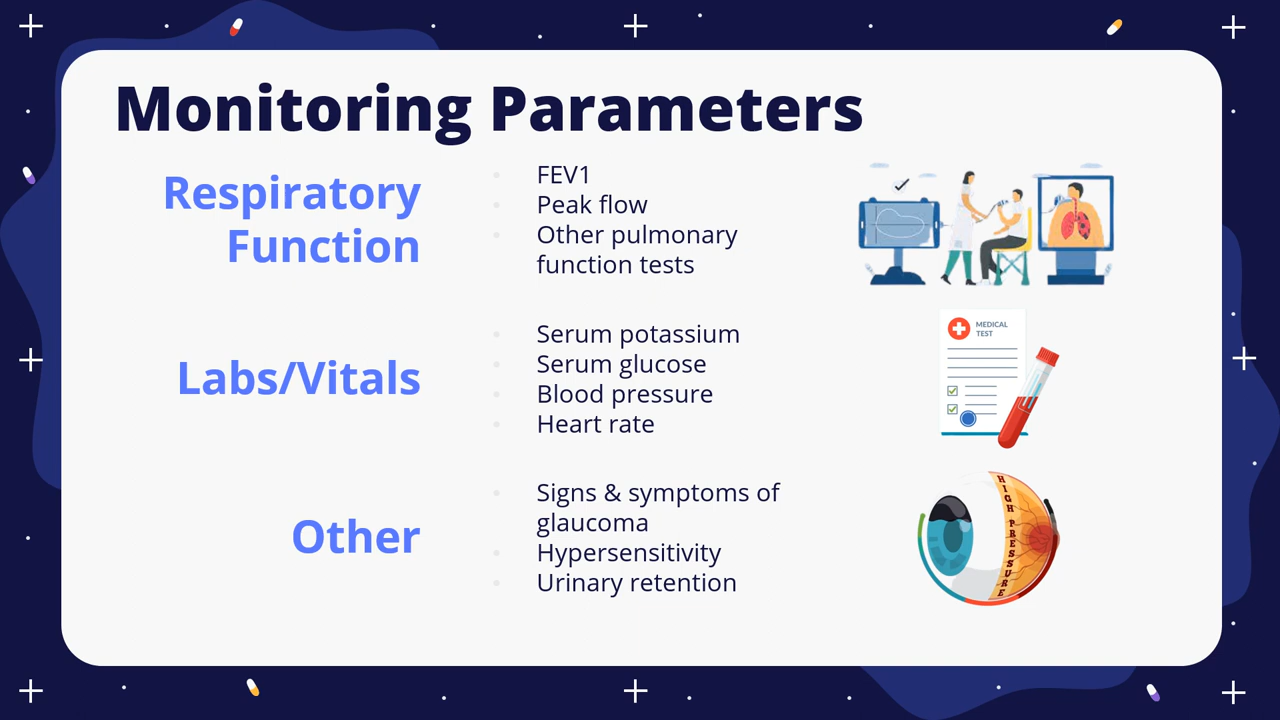 Monitoring Parameters
Respiratory
Function
FEV1
Peak flow
Other pulmonary
function tests
MEDICAL
TEST
Labs/Vitals
Serum potassium
Serum glucose
Blood pressure
Heart rate
Other
Signs & symptoms of
glaucoma
Hypersensitivity
Urinary retention
HIGH PRESSURE